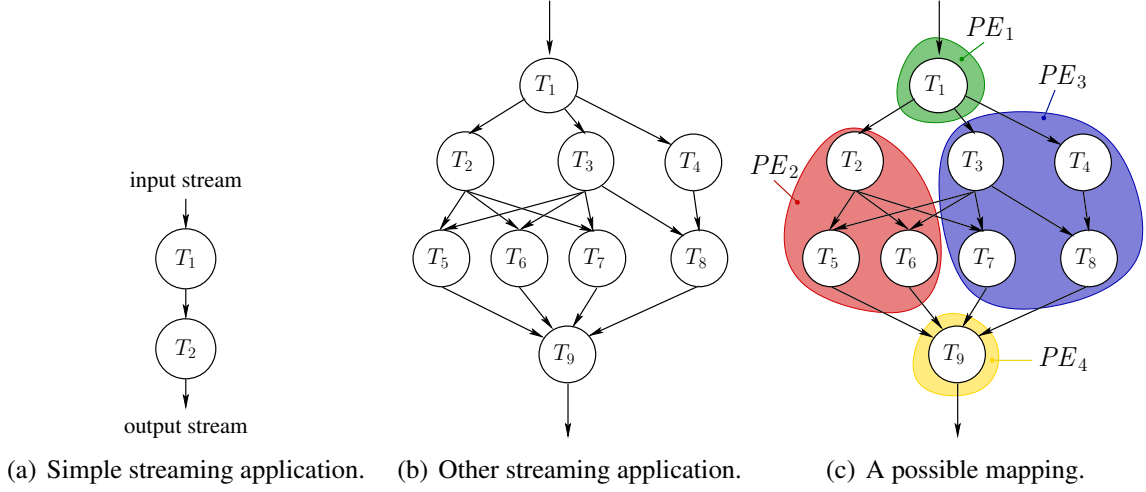 input stream
T1
T2
output stream
(a) Simple streaming application.
T1
T2 T3 T4
T5 T6 T7 T8
T9
(b) Other streaming application.
PE1
T1
PE3
T2 T3 T4
PE2
T5 T6 T7 T8
T9
PE4
(c) A possible mapping.